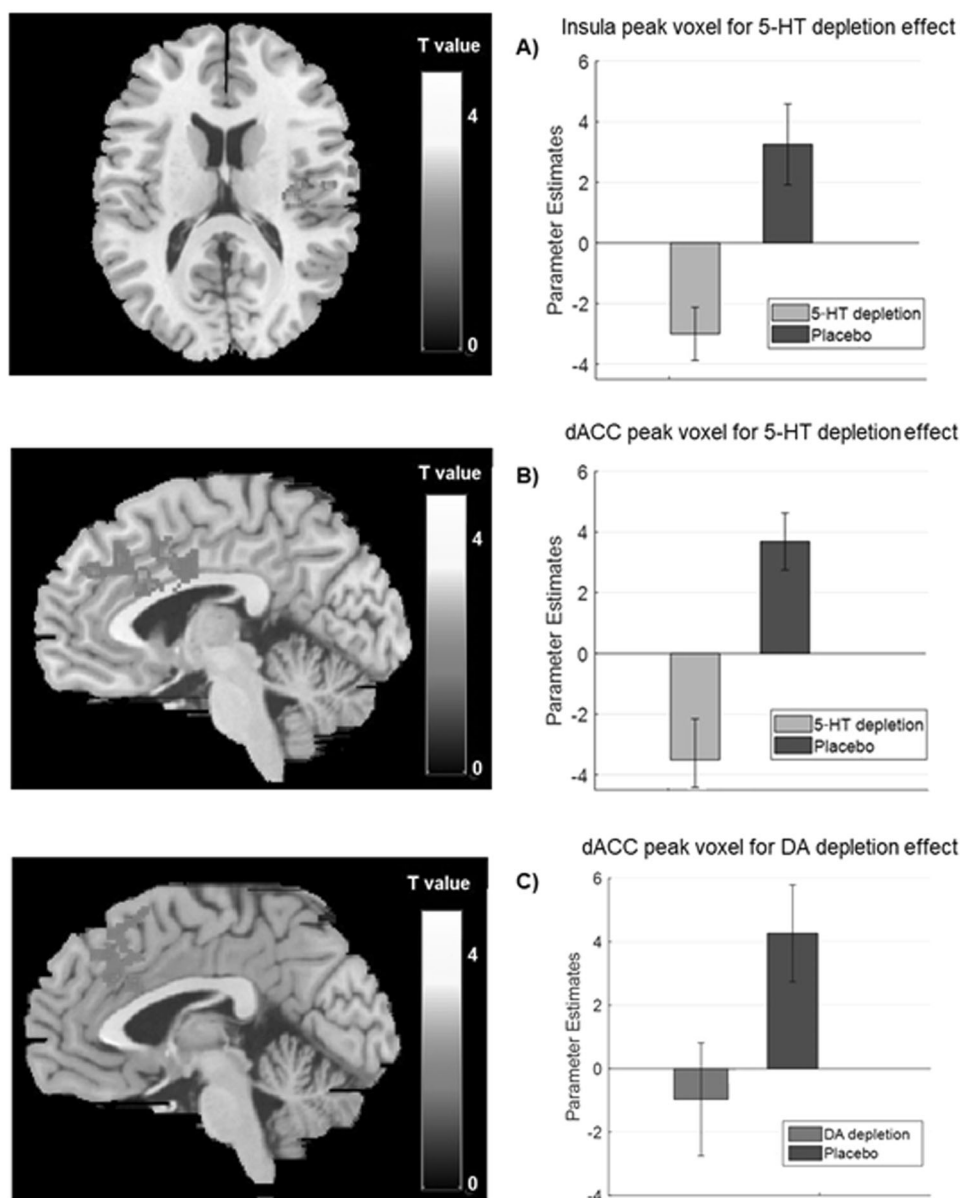 T value
4
0
A)
Insula peak voxel for 5-HT depletion effect
Parameter Estimates
6
4
2
0
-2
-4
5-HT depletion
Placebo
T value
4
0
B)
dACC peak voxel for 5-HT depletion effect
Parameter Estimates
6
4
2
0
-2
-4
5-HT depletion
Placebo
T value
4
0
C)
dACC peak voxel for DA depletion effect
Parameter Estimates
6
4
2
0
-2
-4
DA depletion
Placebo